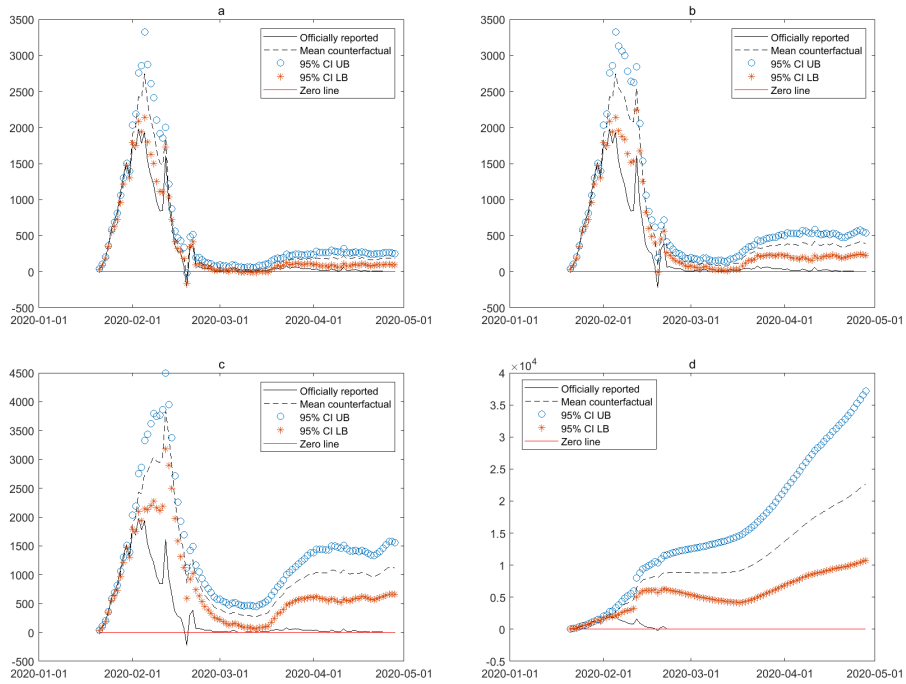 a
3500
3000
2500
2000
1500
1000
500
0
-500
2020-01-01
2020-02-01
2020-03-01
2020-04-01
2020-05-01
Officially reported
Mean counterfactual
95% CI UB
95% CI LB
Zero line
b
3500
3000
2500
2000
1500
1000
500
0
-500
2020-01-01
2020-02-01
2020-03-01
2020-04-01
2020-05-01
Officially reported
Mean counterfactual
95% CI UB
95% CI LB
Zero line
c
4500
4000
3500
3000
2500
2000
1500
1000
500
0
-500
2020-01-01
2020-02-01
2020-03-01
2020-04-01
2020-05-01
Officially reported
Mean counterfactual
95% CI UB
95% CI LB
Zero line
d
×10⁴
4
3.5
3
2.5
2
1.5
1
0.5
0
-0.5
2020-01-01
2020-02-01
2020-03-01
2020-04-01
2020-05-01
Officially reported
Mean counterfactual
95% CI UB
95% CI LB
Zero line